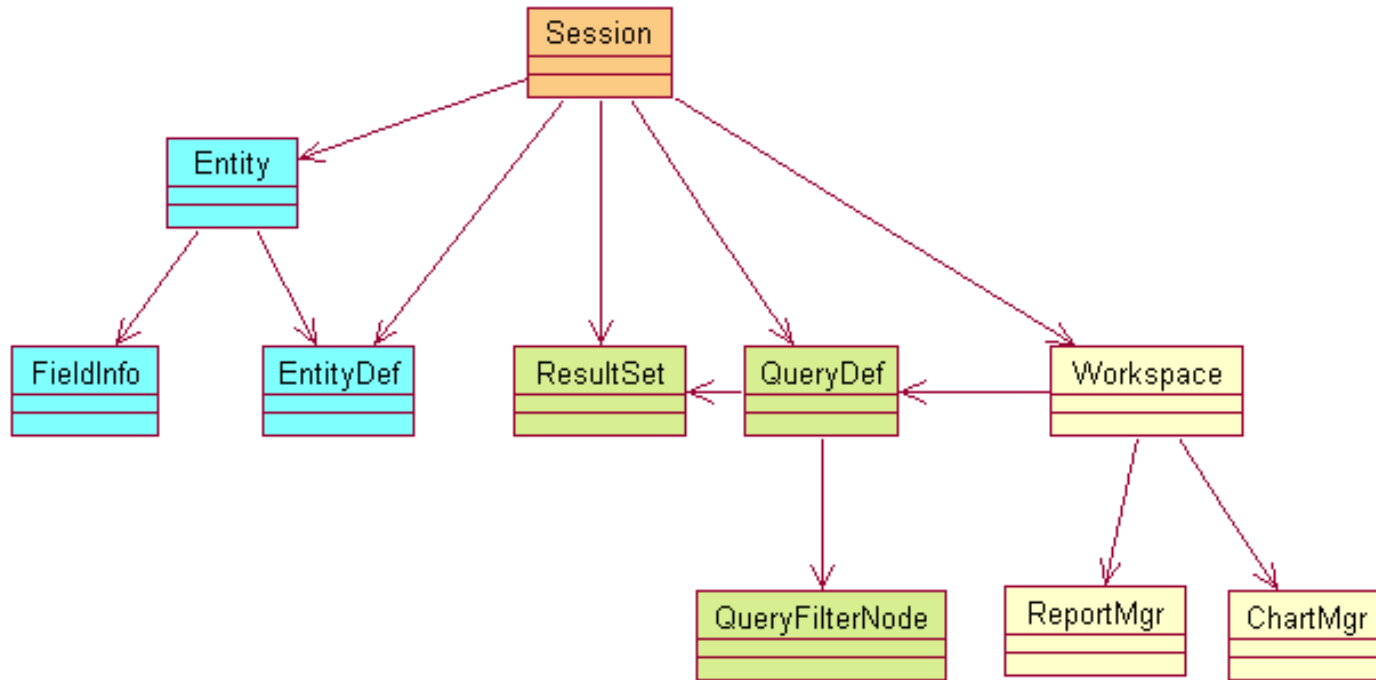 Session
Entity
FieldInfo
EntityDef
ResultSet
QueryDef
Workspace
QueryFilterNode
ReportMgr
ChartMgr